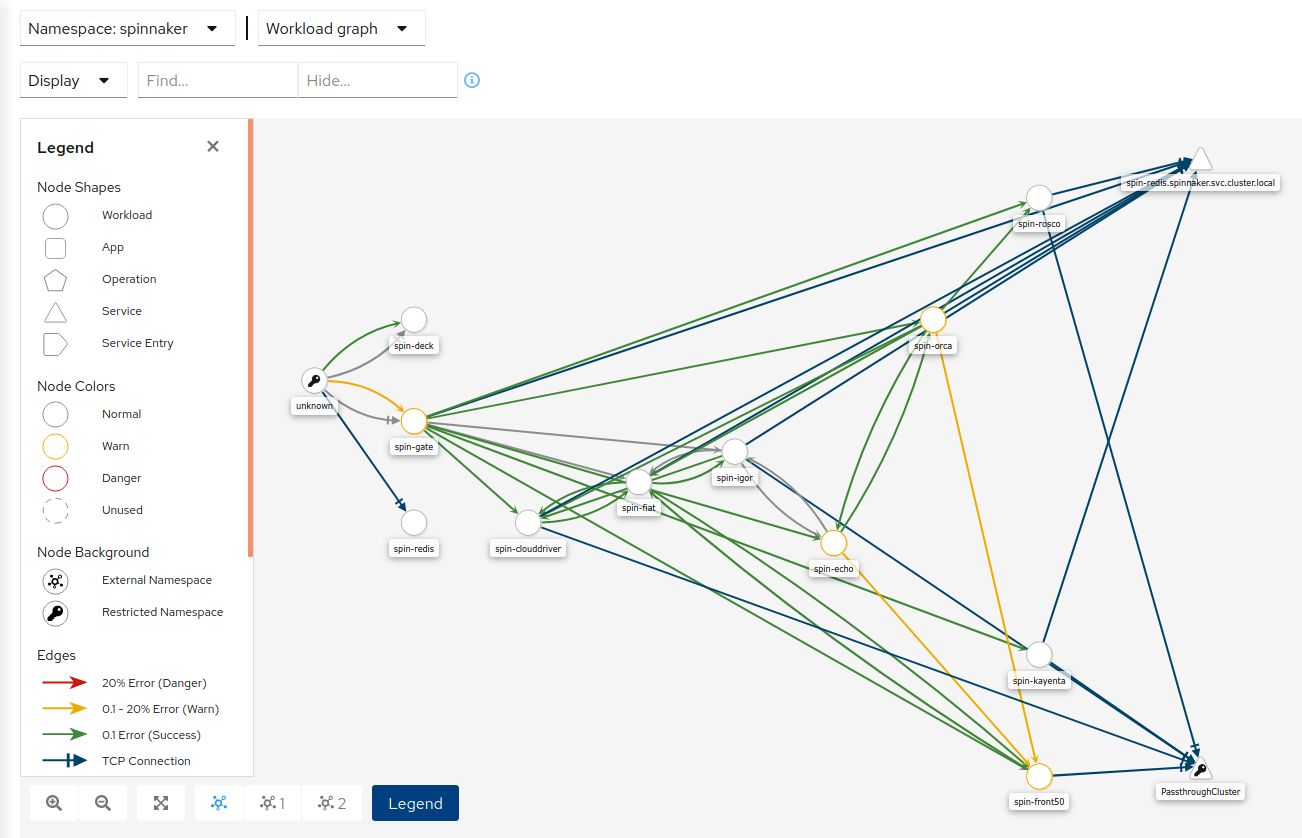 Namespace: spinnaker
Workload graph
Display
Find...
Hide...
Legend
Node Shapes
Workload
App
Operation
Service
Service Entry
Node Colors
Normal
Warn
Danger
Unused
Node Background
External Namespace
Restricted Namespace
Edges
20% Error (Danger)
0.1 - 20% Error (Warn)
0.1 Error (Success)
TCP Connection
spin-redis.spinnaker.svc.cluster.local
spin-rosco
spin-deck
spin-orca
unknown
spin-gate
spin-igor
spin-fiat
spin-redis
spin-clouddriver
spin-echo
spin-kayenta
PassthroughCluster
spin-front50
1
2
Legend